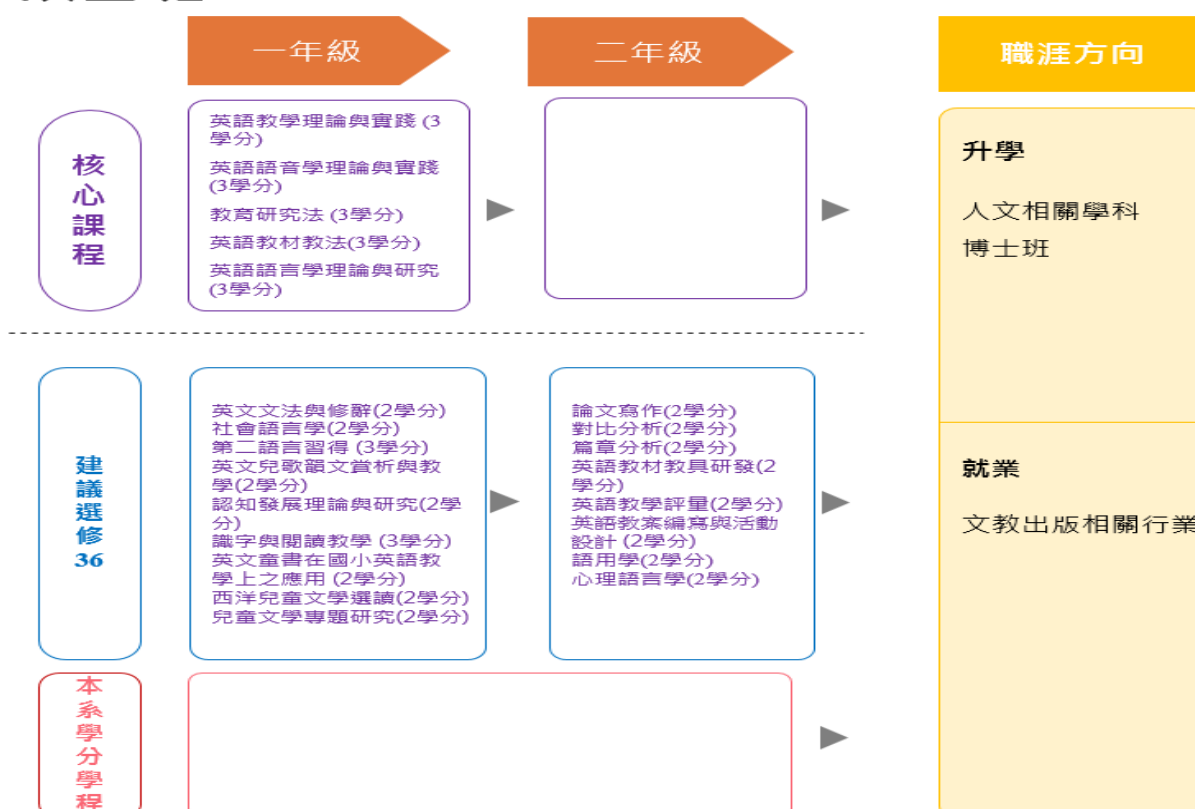 一年級
二年級
職涯方向
核心課程
英語教學理論與實踐 (3
學分)
英語語音學理論與實踐
(3學分)
教育研究法 (3學分)
英語教材教法(3學分)
英語語言學理論與研究
(3學分)
升學
人文相關學科
博士班
建議選修
36
英文文法與修辭(2學分)
社會語言學(2學分)
第二語言習得 (3學分)
英文兒歌韻文賞析與教
學(2學分)
認知發展理論與研究(2學
分)
識字與閱讀教學 (3學分)
英文童書在國小英語教
學上之應用 (2學分)
西洋兒童文學選讀(2學分)
兒童文學專題研究(2學分)
論文寫作(2學分)
對比分析(2學分)
篇章分析(2學分)
英語教材教具研發(2
學分)
英語教學評量(2學分)
英語教案編寫與活動
設計 (2學分)
語用學(2學分)
心理語言學(2學分)
就業
文教出版相關行業
本系學分學程